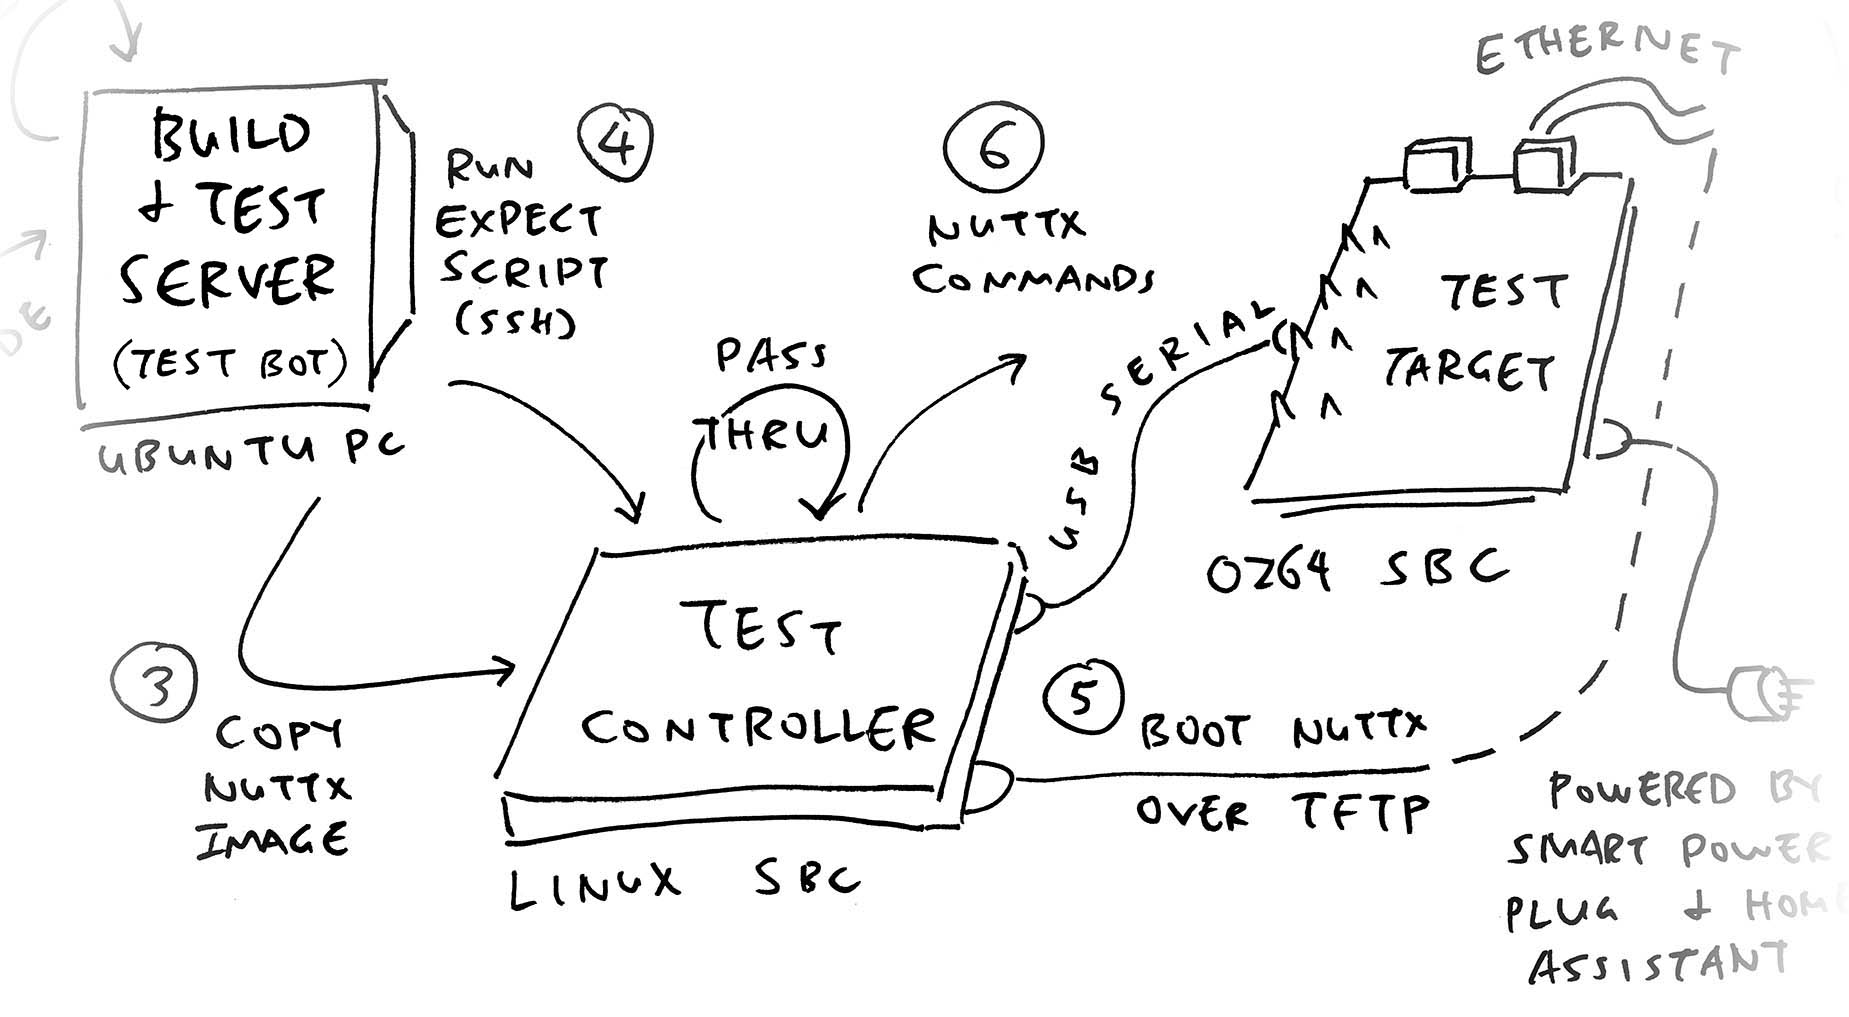 BUILD
& TEST
SERVER
(TEST BOT)
UBUNTU PC
4
RUN
EXPECT
SCRIPT
(SSH)
PASS
THRU
6
NUTTX
COMMANDS
USB SERIAL
ETHERNET
TEST
TARGET
OZ64 SBC
3
COPY
NUTTX
IMAGE
TEST
CONTROLLER
LINUX SBC
5
BOOT NUTTX
OVER TFTP
POWERED BY
SMART POWER
PLUG & HOME
ASSISTANT